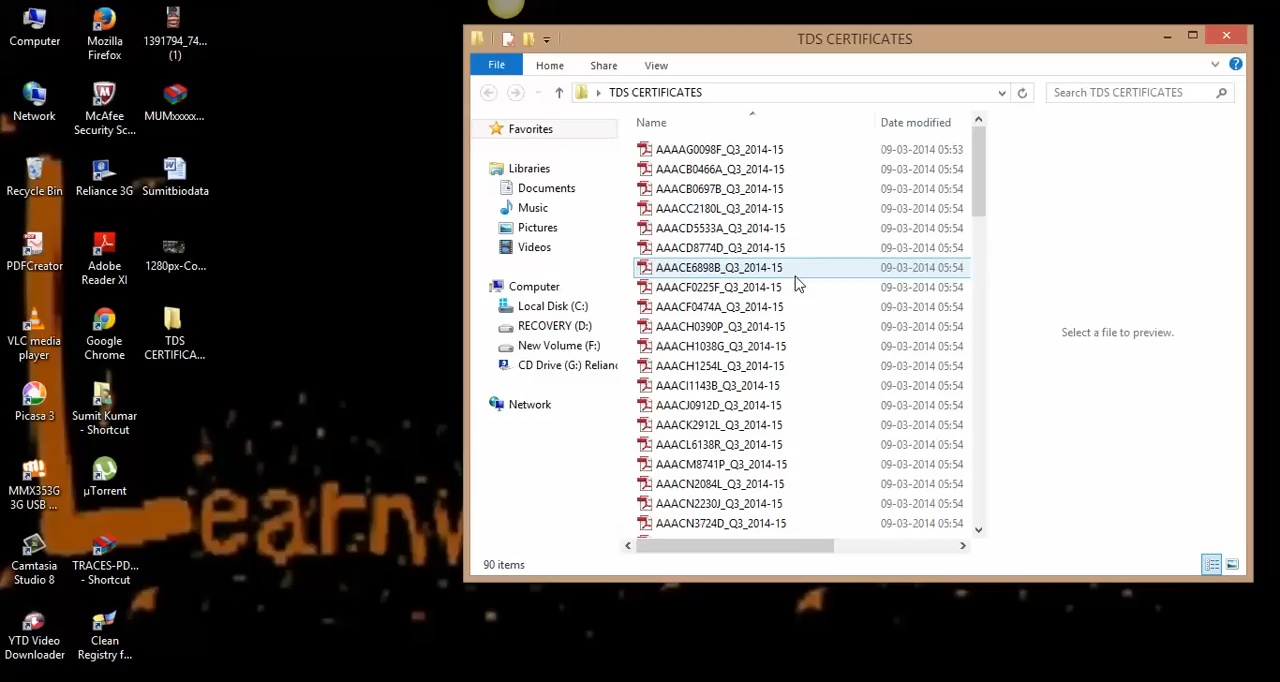 Computer
Mozilla
Firefox
1391794_74...
(1)
Network
McAfee
Security Sc...
MUMxxxxx...
Recycle Bin
Reliance 3G
Sumitbiodata
PDFCreator
Adobe
Reader XI
1280px-Co...
VLC media
player
Google
Chrome
TDS
CERTIFICA...
Picasa 3
Sumit Kumar
- Shortcut
MMX353G
3G USB ...
µTorrent
Camtasia
Studio 8
TRACES-PD...
- Shortcut
YTD Video
Downloader
Clean
Registry f...
Learnw
TDS CERTIFICATES
File Home Share View
TDS CERTIFICATES
Search TDS CERTIFICATES
Favorites
Libraries
Documents
Music
Pictures
Videos
Computer
Local Disk (C:)
RECOVERY (D:)
New Volume (F:)
CD Drive (G:) Relianc
Network
Name Date modified
AAAAG0098F_Q3_2014-15 09-03-2014 05:53
AAACB0466A_Q3_2014-15 09-03-2014 05:54
AAACB0697B_Q3_2014-15 09-03-2014 05:54
AAACC2180L_Q3_2014-15 09-03-2014 05:54
AAACD5533A_Q3_2014-15 09-03-2014 05:54
AAACD8774D_Q3_2014-15 09-03-2014 05:54
AAACE6898B_Q3_2014-15 09-03-2014 05:54
AAACF0225F_Q3_2014-15 09-03-2014 05:54
AAACF0474A_Q3_2014-15 09-03-2014 05:54
AAACH0390P_Q3_2014-15 09-03-2014 05:54
AAACH1038G_Q3_2014-15 09-03-2014 05:54
AAACH1254L_Q3_2014-15 09-03-2014 05:54
AAACI1143B_Q3_2014-15 09-03-2014 05:54
AAACJ0912D_Q3_2014-15 09-03-2014 05:54
AAACK2912L_Q3_2014-15 09-03-2014 05:54
AAACL6138R_Q3_2014-15 09-03-2014 05:54
AAACM8741P_Q3_2014-15 09-03-2014 05:54
AAACN2084L_Q3_2014-15 09-03-2014 05:54
AAACN2230J_Q3_2014-15 09-03-2014 05:54
AAACN3724D_Q3_2014-15 09-03-2014 05:54
Select a file to preview.
90 items